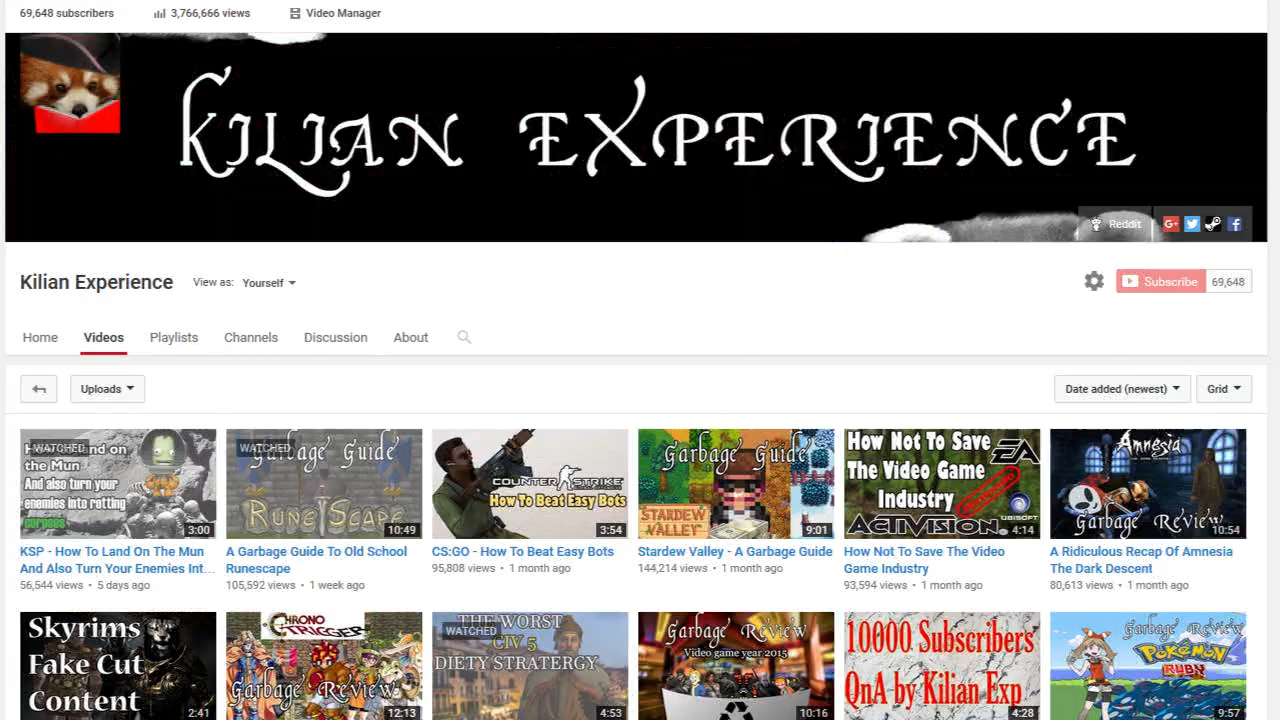 69,648 subscribers 3,766,666 views Video Manager
KILIAN EXPERIENCE
Reddit
Kilian Experience View as: Yourself Subscribe 69,648
Home Videos Playlists Channels Discussion About
Uploads Date added (newest) Grid
WATCHED
the Mun
And also turn your
enemies into rotting
corpses
3:00
WATCHED
Garbage Guide
RuneScape
10:49
COUNTER STRIKE
How To Beat Easy Bots
3:54
Garbage Guide
STARDEW
VALLEY
9:01
How Not To Save
The Video Game
Industry
EA
UBISOFT
ACTIVISION.
4:14
Amnesia
Garbage Review
10:54
KSP - How To Land On The Mun
And Also Turn Your Enemies Int...
56,544 views • 5 days ago
A Garbage Guide To Old School
Runescape
105,592 views • 1 week ago
CS:GO - How To Beat Easy Bots
95,808 views • 1 month ago
Stardew Valley - A Garbage Guide
144,214 views • 1 month ago
How Not To Save The Video
Game Industry
93,594 views • 1 month ago
A Ridiculous Recap Of Amnesia
The Dark Descent
80,613 views • 1 month ago
Skyrims
Fake Cut
Content
2:41
CHRONO
TRIGGER
Garbage Review
12:13
THE WORST
WATCHED
CIV 5
DIETY STRATERGY
4:53
Garbage Review
Video game year 2015
10:16
10000 Subscribers
QnA by Kilian Exp
4:28
Garbage Review
POKéMON
RUBY
9:57